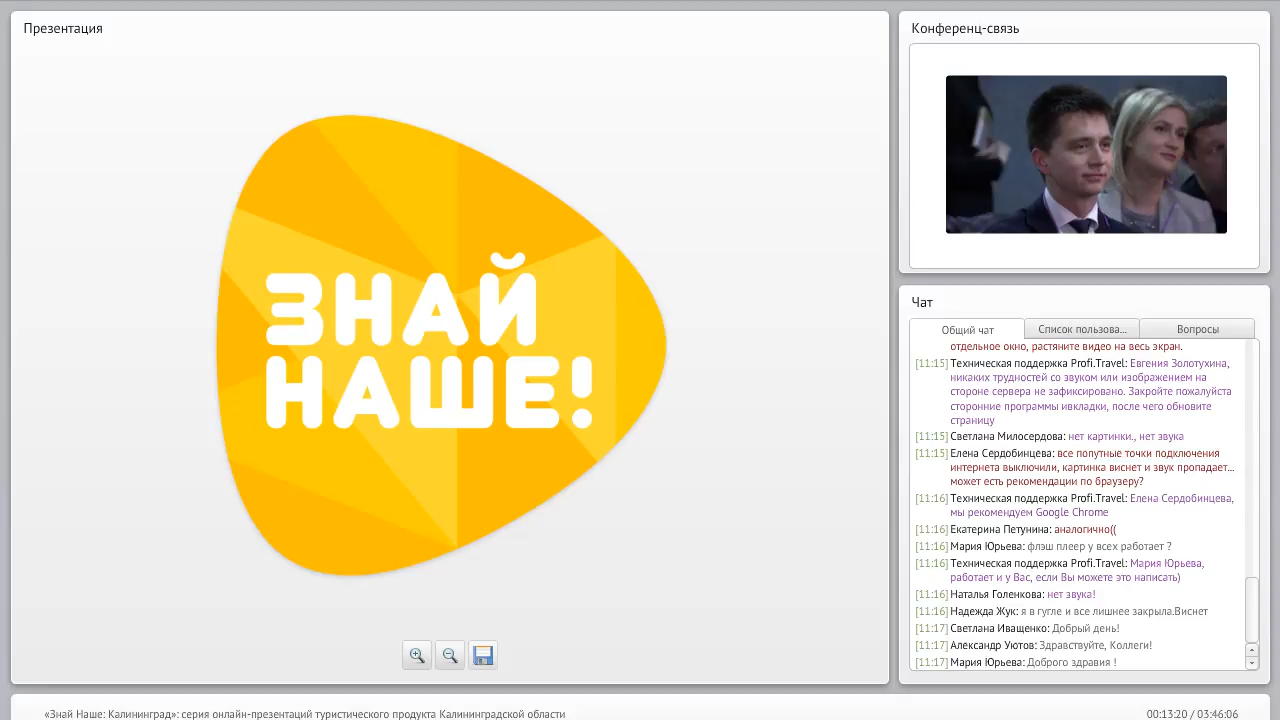 Презентация
ЗНАЙ
НАШЕ!
Конференц-связь
Чат
Общий чат
Список пользова...
Вопросы
отдельное окно, растяните видео на весь экран.
[11:15] Техническая поддержка Profi.Travel: Евгения Золотухина,
никаких трудностей со звуком или изображением на
стороне сервера не зафиксировано. Закройте пожалуйста
сторонние программы ивкладки, после чего обновите
страницу
[11:15] Светлана Милосердова: нет картинки., нет звука
[11:15] Елена Сердобинцева: все попутные точки подключения
интернета выключили, картинка виснет и звук пропадает...
может есть рекомендации по браузеру?
[11:16] Техническая поддержка Profi.Travel: Елена Сердобинцева,
мы рекомендуем Google Chrome
[11:16] Екатерина Петунина: аналогично((
[11:16] Мария Юрьева: флэш плеер у всех работает ?
[11:16] Техническая поддержка Profi.Travel: Мария Юрьева,
работает и у Вас, если Вы можете это написать)
[11:16] Наталья Голенкова: нет звука!
[11:16] Надежда Жук: я в гугле и все лишнее закрыла.Виснет
[11:17] Светлана Иващенко: Добрый день!
[11:17] Александр Уютов: Здравствуйте, Коллеги!
[11:17] Мария Юрьева: Доброго здравия !
«Знай Наше: Калининград»: серия онлайн-презентаций туристического продукта Калининградской области
00:13:20 / 03:46:06